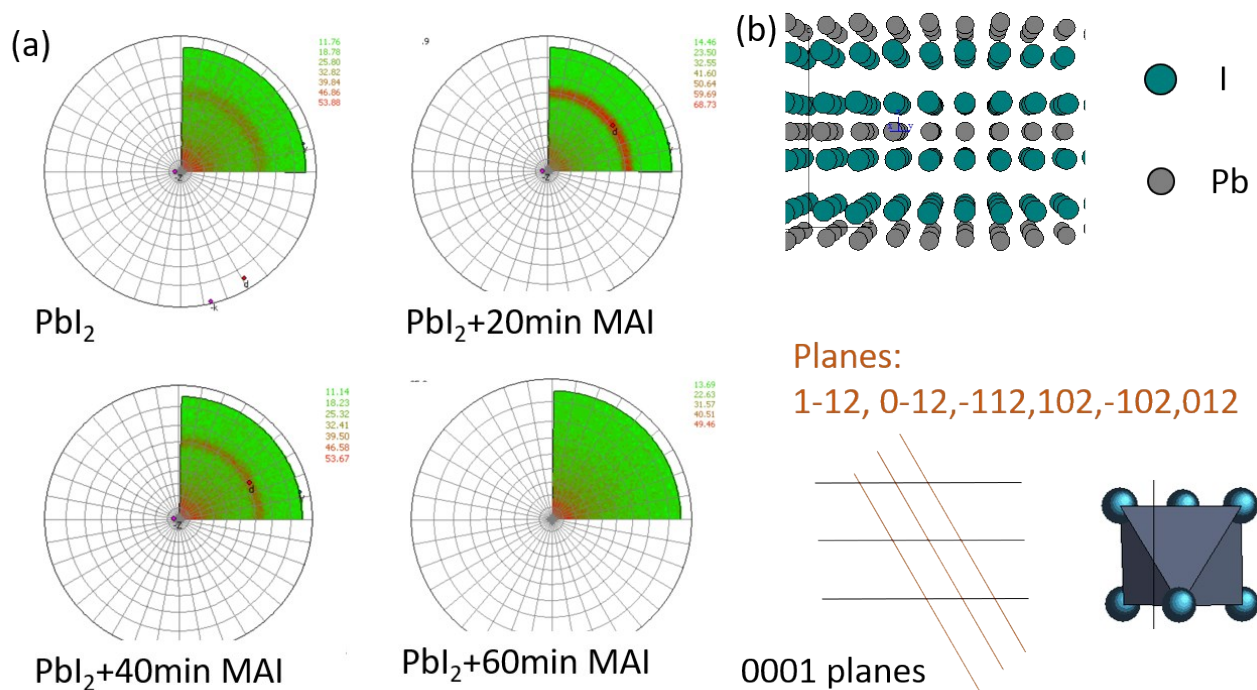 (a)
11.76
18.78
25.80
32.82
39.84
46.86
53.88
-Z
d
-k
PbI₂
.9
14.46
23.50
32.55
41.60
50.64
59.69
68.73
d
-Z
PbI₂+20min MAI
11.14
18.23
25.32
32.41
39.50
46.58
53.67
d
-Z
PbI₂+40min MAI
13.69
22.63
31.57
40.51
49.46
PbI₂+60min MAI
(b)
I
Pb
Planes:
1-12, 0-12,-112,102,-102,012
0001 planes